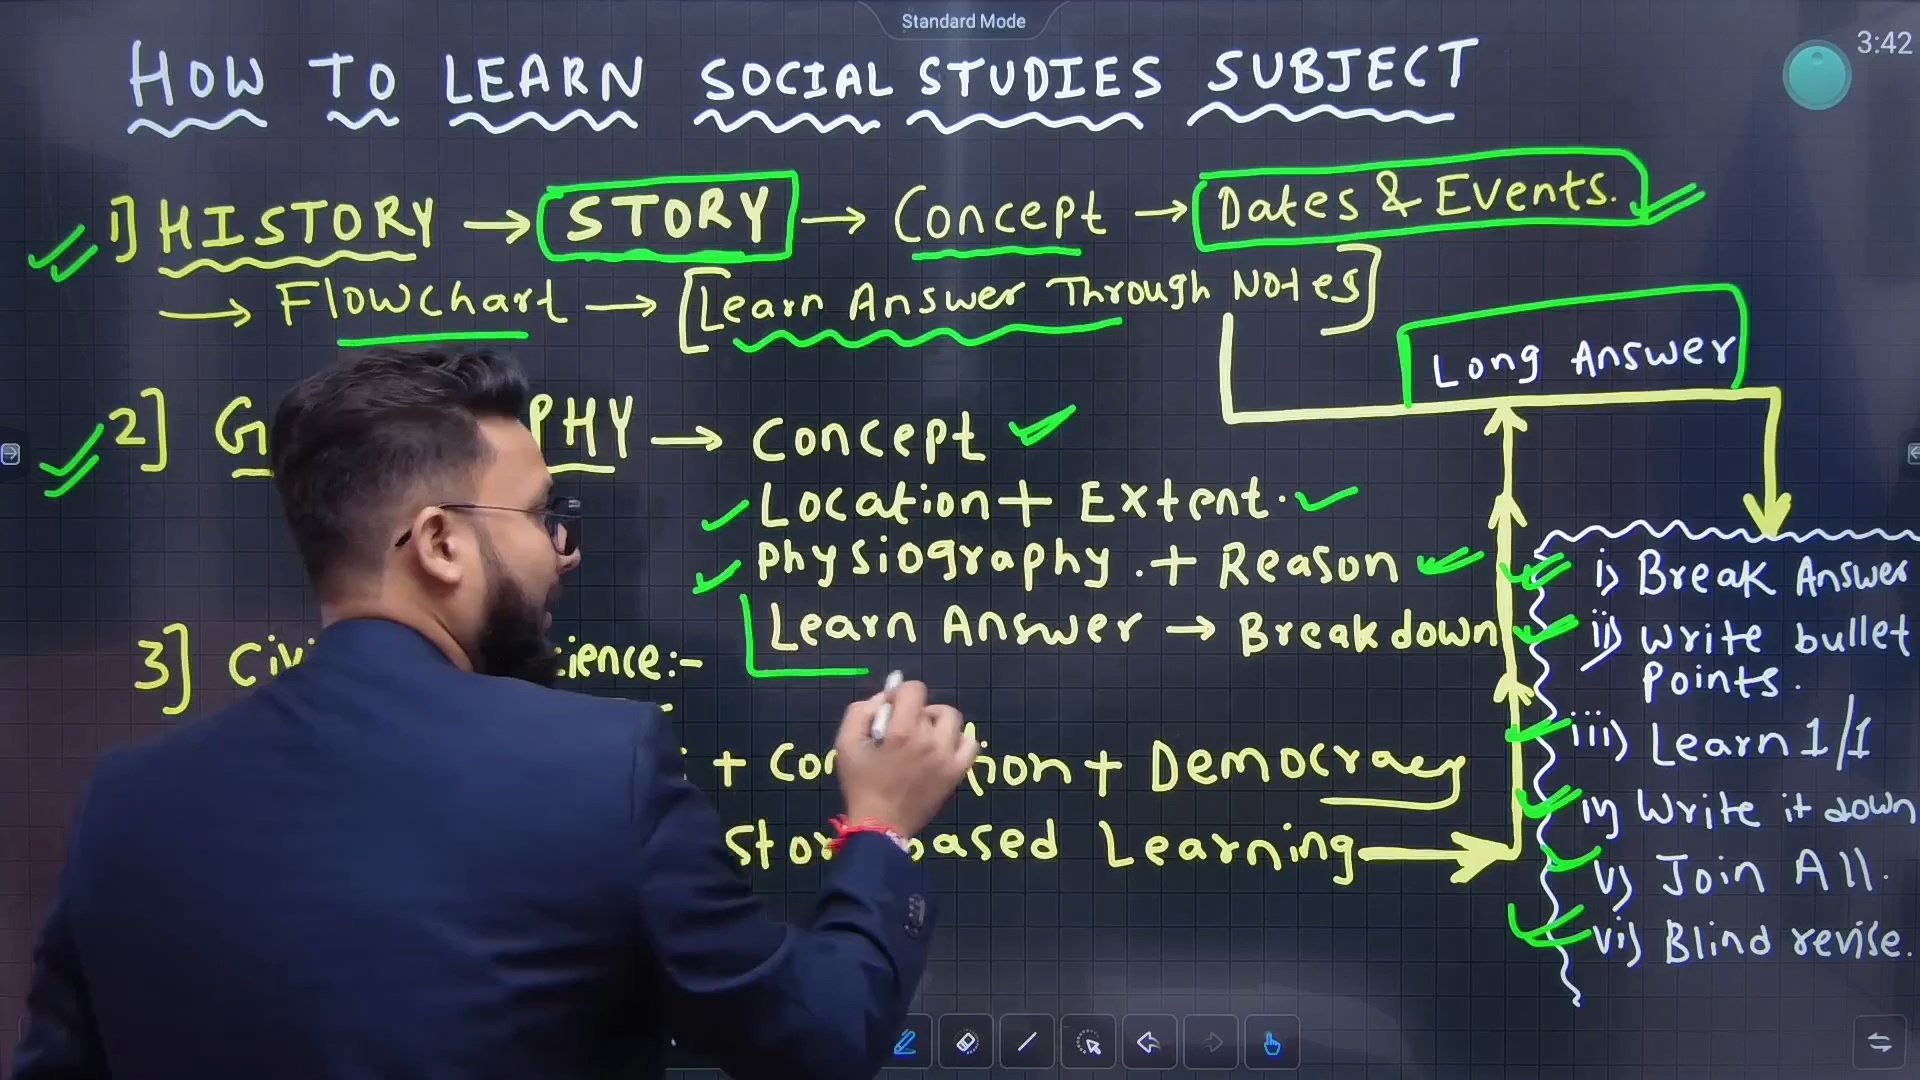 Standard Mode
3:42
HOW TO LEARN SOCIAL STUDIES SUBJECT
1] HISTORY → STORY → Concept → Dates & Events.
→ Flowchart → [Learn Answer Through Notes]
Long Answer
2] → Concept
Location + Extent.
Physiography . + Reason
Learn Answer → Breakdown
3] :-
+ + Democracy
based Learning
i) Break Answer
ii) Write bullet
Points.
iii) Learn 1/1
iv) Write it down
v) Join All.
vi) Blind revise.